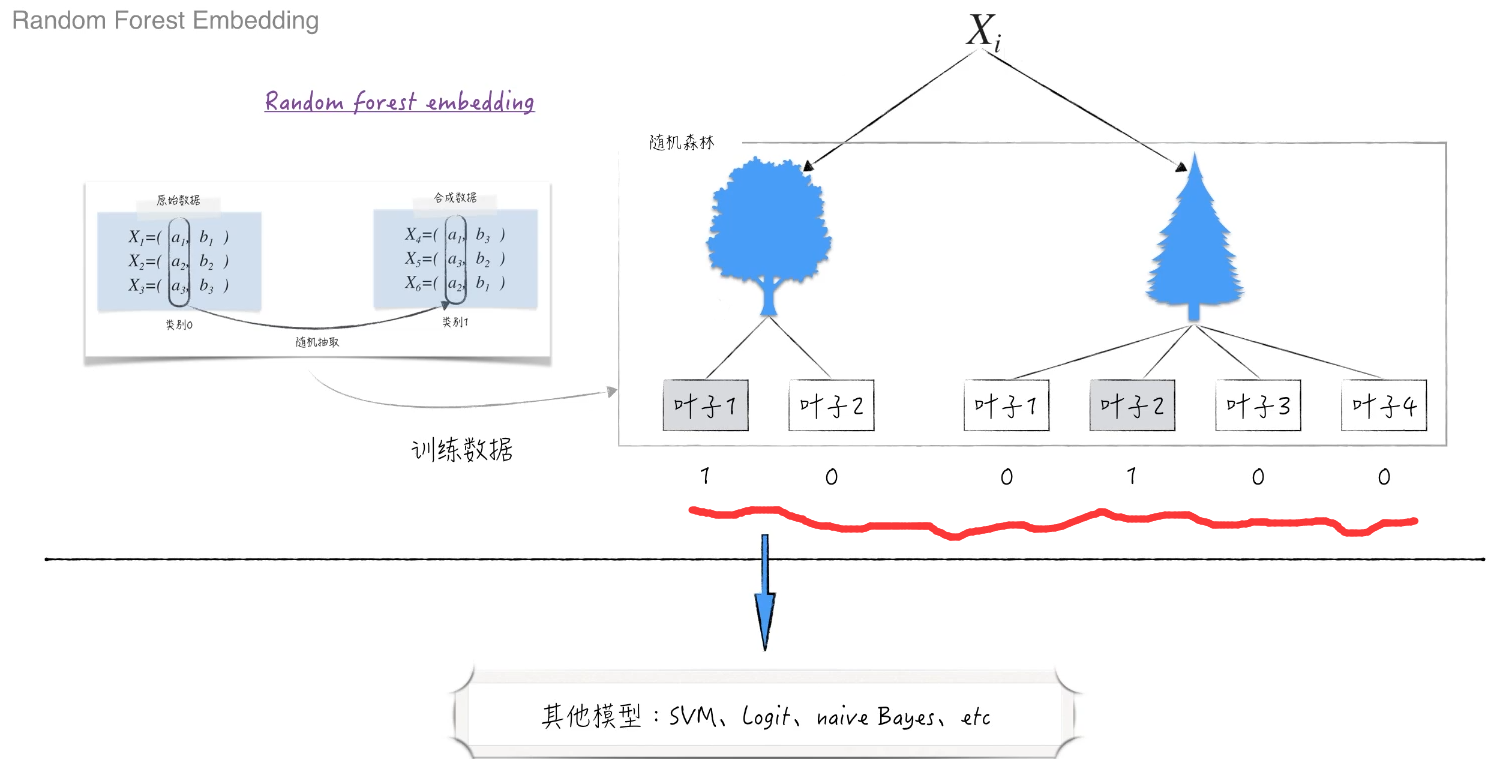 Random Forest Embedding
X_i
Random forest embedding
随机森林
原始数据
X_1=( a_1, b_1 )
X_2=( a_2, b_2 )
X_3=( a_3, b_3 )
类别0
合成数据
X_4=( a_1, b_3 )
X_5=( a_3, b_2 )
X_6=( a_2, b_1 )
类别1
随机抽取
训练数据
叶子1 叶子2 叶子1 叶子2 叶子3 叶子4
1 0 0 1 0 0
其他模型：SVM、Logit、naive Bayes、etc